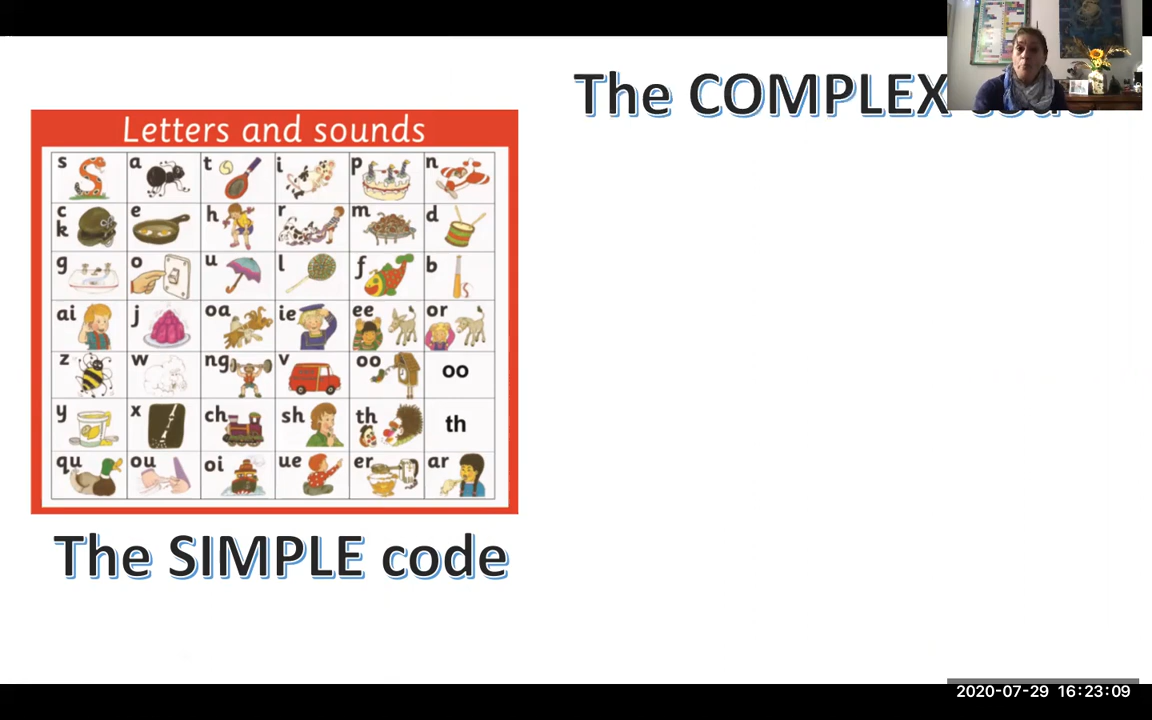 The COMPLEX code
Letters and sounds
s a t i p n
c k e h r m d
g o u l f b
ai j oa ie ee or
z w ng v oo oo
y x ch sh th th
qu ou oi ue er ar
The SIMPLE code
2020-07-29 16:23:09